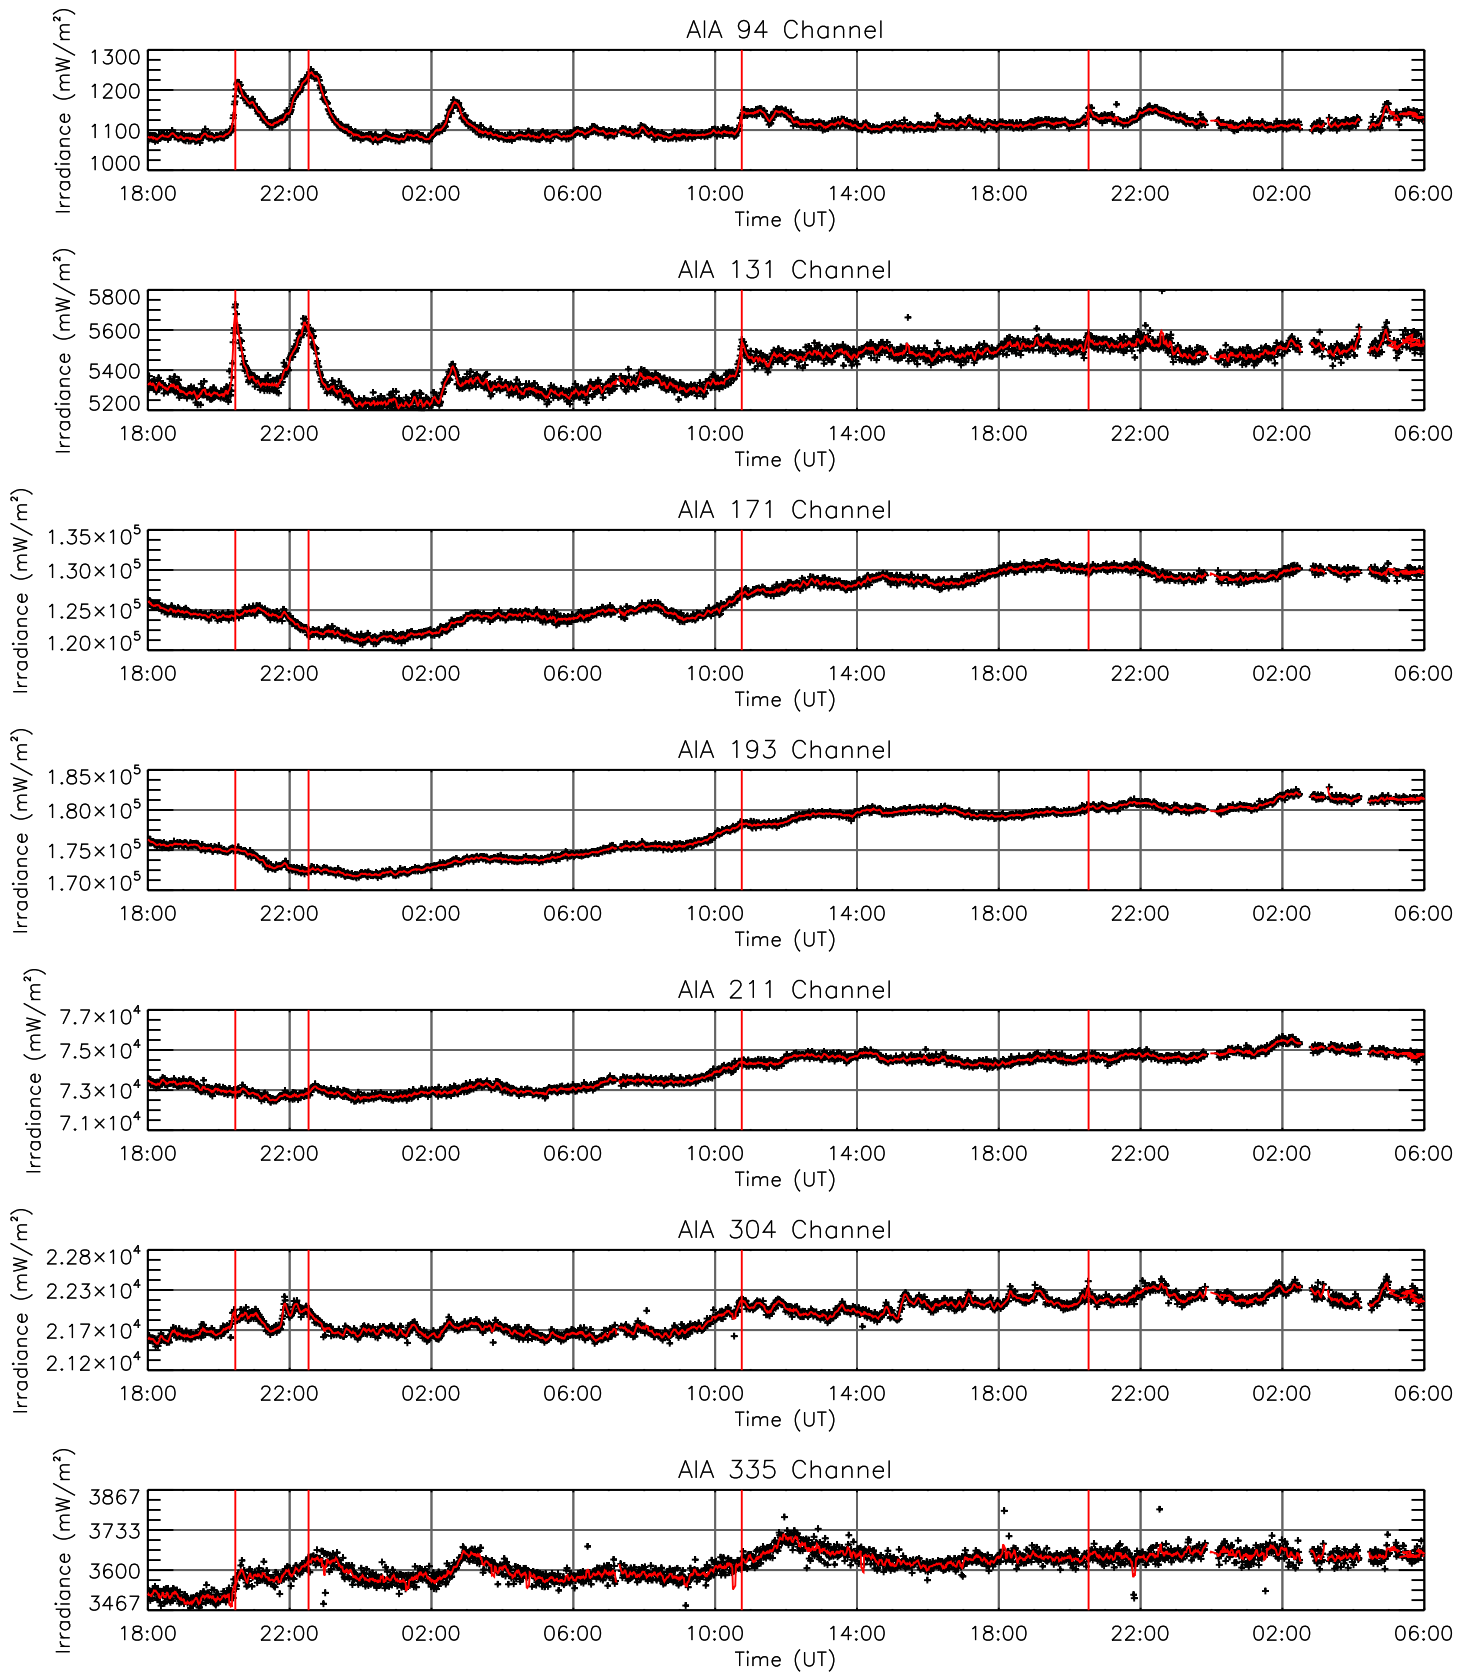 AIA 94 Channel
Irradiance (mW/m²)
1300
1200
1100
1000
18:00 22:00 02:00 06:00 10:00 14:00 18:00 22:00 02:00 06:00
Time (UT)
AIA 131 Channel
Irradiance (mW/m²)
5800
5600
5400
5200
18:00 22:00 02:00 06:00 10:00 14:00 18:00 22:00 02:00 06:00
Time (UT)
AIA 171 Channel
Irradiance (mW/m²)
1.35×10⁵
1.30×10⁵
1.25×10⁵
1.20×10⁵
18:00 22:00 02:00 06:00 10:00 14:00 18:00 22:00 02:00 06:00
Time (UT)
AIA 193 Channel
Irradiance (mW/m²)
1.85×10⁵
1.80×10⁵
1.75×10⁵
1.70×10⁵
18:00 22:00 02:00 06:00 10:00 14:00 18:00 22:00 02:00 06:00
Time (UT)
AIA 211 Channel
Irradiance (mW/m²)
7.7×10⁴
7.5×10⁴
7.3×10⁴
7.1×10⁴
18:00 22:00 02:00 06:00 10:00 14:00 18:00 22:00 02:00 06:00
Time (UT)
AIA 304 Channel
Irradiance (mW/m²)
2.28×10⁴
2.23×10⁴
2.17×10⁴
2.12×10⁴
18:00 22:00 02:00 06:00 10:00 14:00 18:00 22:00 02:00 06:00
Time (UT)
AIA 335 Channel
Irradiance (mW/m²)
3867
3733
3600
3467
18:00 22:00 02:00 06:00 10:00 14:00 18:00 22:00 02:00 06:00
Time (UT)